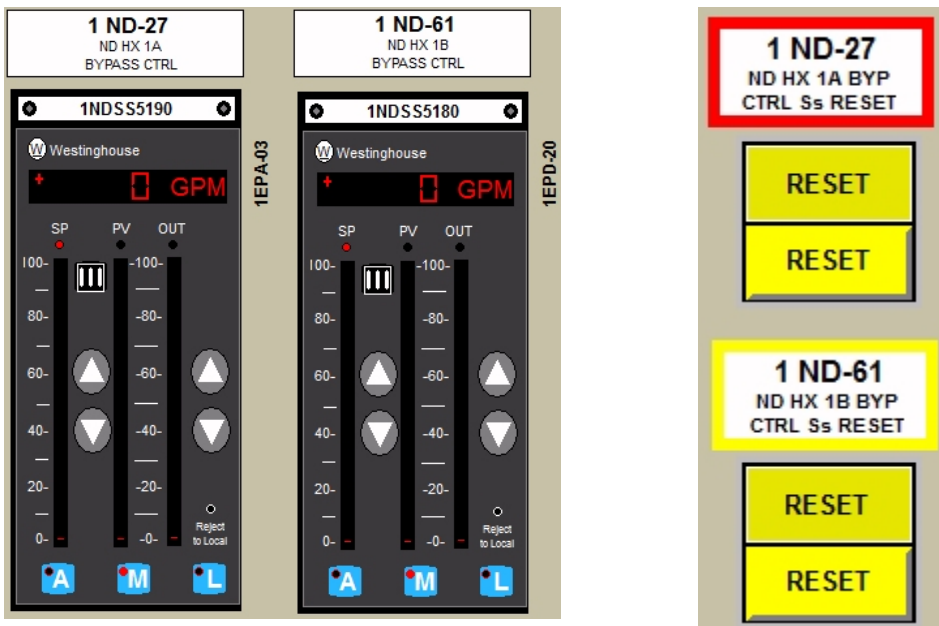 1 ND-27
ND HX 1A
BYPASS CTRL
1NDSS5190
W Westinghouse
+ 0 GPM
SP PV OUT
100- -100-
80- -80-
60- -60-
40- -40-
20- -20-
0- -0-
Reject
to Local
A M L
1EPA-03
1 ND-61
ND HX 1B
BYPASS CTRL
1NDSS5180
W Westinghouse
+ 0 GPM
SP PV OUT
100- -100-
80- -80-
60- -60-
40- -40-
20- -20-
0- -0-
Reject
to Local
A M L
1EPD-20
1 ND-27
ND HX 1A BYP
CTRL Ss RESET
RESET
RESET
1 ND-61
ND HX 1B BYP
CTRL Ss RESET
RESET
RESET